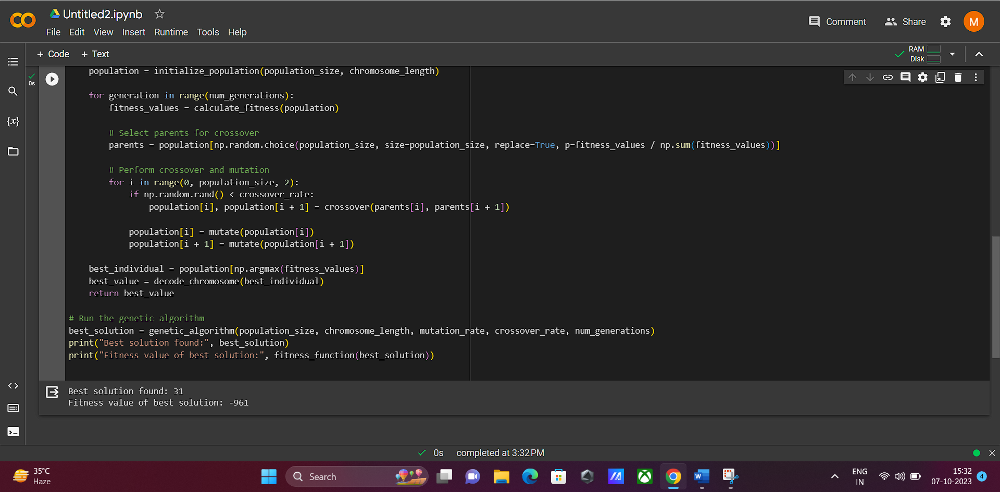 Untitled2.ipynb
File Edit View Insert Runtime Tools Help
Comment Share M
+ Code + Text
RAM
Disk
0s
{x}
    population = initialize_population(population_size, chromosome_length)
    for generation in range(num_generations):
        fitness_values = calculate_fitness(population)
        # Select parents for crossover
        parents = population[np.random.choice(population_size, size=population_size, replace=True, p=fitness_values / np.sum(fitness_values))]
        # Perform crossover and mutation
        for i in range(0, population_size, 2):
            if np.random.rand() < crossover_rate:
                population[i], population[i + 1] = crossover(parents[i], parents[i + 1])
            population[i] = mutate(population[i])
            population[i + 1] = mutate(population[i + 1])
    best_individual = population[np.argmax(fitness_values)]
    best_value = decode_chromosome(best_individual)
    return best_value
# Run the genetic algorithm
best_solution = genetic_algorithm(population_size, chromosome_length, mutation_rate, crossover_rate, num_generations)
print("Best solution found:", best_solution)
print("Fitness value of best solution:", fitness_function(best_solution))
Best solution found: 31
Fitness value of best solution: -961
0s completed at 3:32 PM
35°C
Haze
Search
W
ENG
IN
15:32
07-10-2023
4